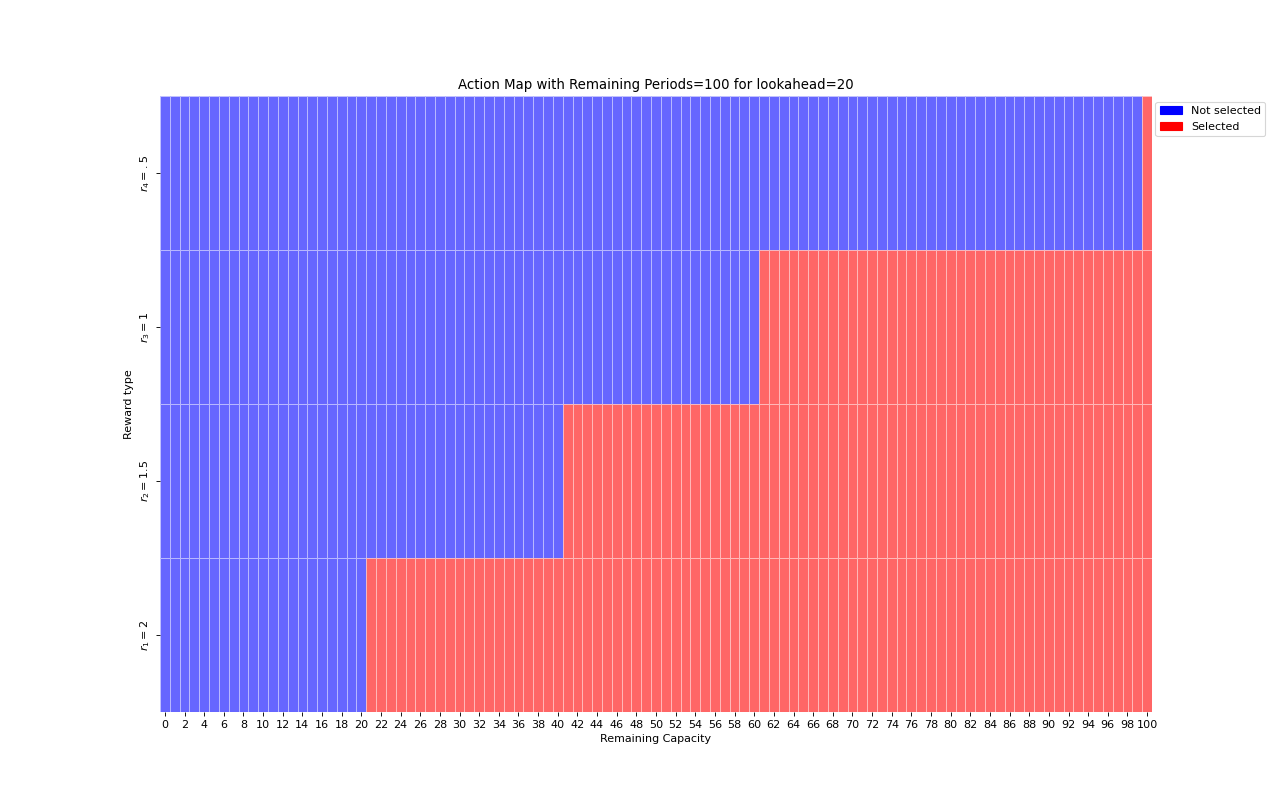 Action Map with Remaining Periods=100 for lookahead=20
Not selected
Selected
r₄ = .5
r₃ = 1
r₂ = 1.5
r₁ = 2
Reward type
0 2 4 6 8 10 12 14 16 18 20 22 24 26 28 30 32 34 36 38 40 42 44 46 48 50 52 54 56 58 60 62 64 66 68 70 72 74 76 78 80 82 84 86 88 90 92 94 96 98 100
Remaining Capacity